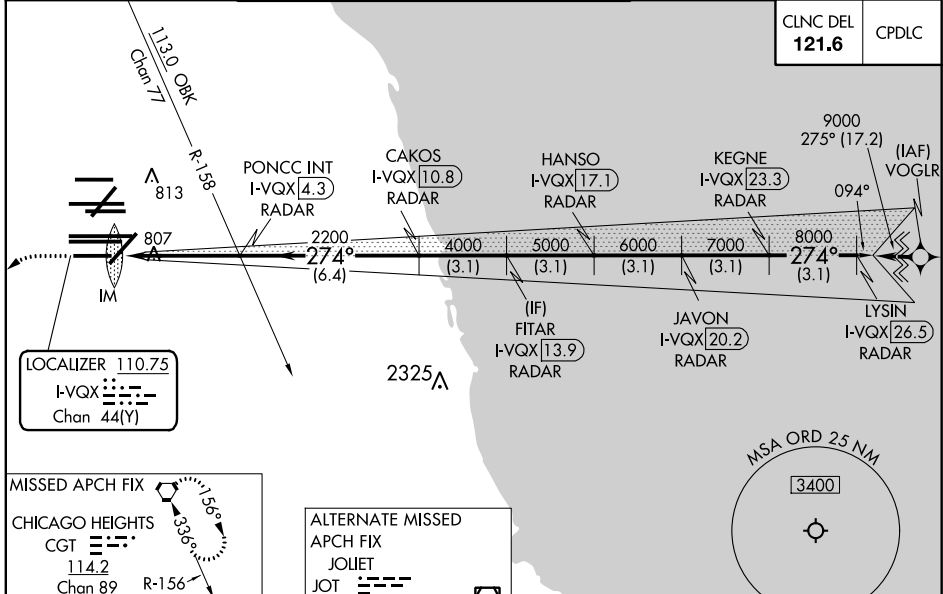 CLNC DEL
121.6
CPDLC
113.0 OBK
Chan 77
R-158
813
807
IM
PONCC INT
I-VQX 4.3
RADAR
CAKOS
I-VQX 10.8
RADAR
HANSO
I-VQX 17.1
RADAR
KEGNE
I-VQX 23.3
RADAR
9000
275° (17.2)
094°
(IAF)
VOGLR
2200
274°
(6.4)
4000
(3.1)
5000
(3.1)
6000
(3.1)
7000
(3.1)
8000
274°
(3.1)
(IF)
FITAR
I-VQX 13.9
RADAR
JAVON
I-VQX 20.2
RADAR
LYSIN
I-VQX 26.5
RADAR
LOCALIZER 110.75
I-VQX
Chan 44(Y)
2325
MSA ORD 25 NM
3400
MISSED APCH FIX
CHICAGO HEIGHTS
CGT
114.2
Chan 89
R-156
156°
336°
ALTERNATE MISSED
APCH FIX
JOLIET
JOT